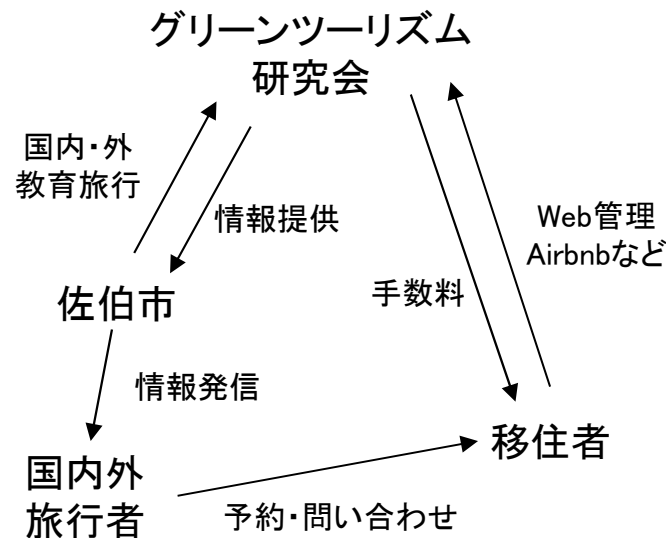 グリーンツーリズム
研究会
国内・外
教育旅行
情報提供
Web管理
Airbnbなど
手数料
佐伯市
情報発信
移住者
国内外
旅行者
予約・問い合わせ